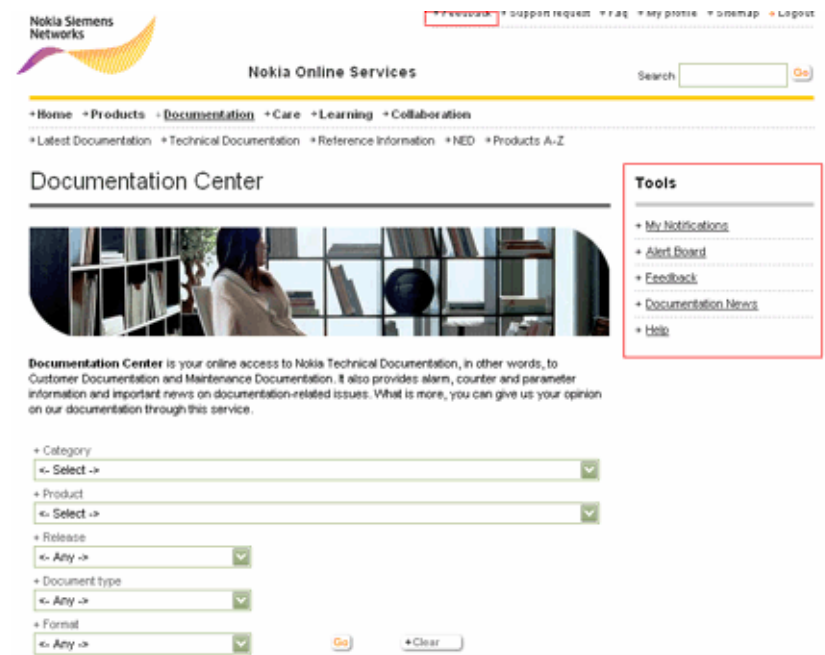 Nokia Siemens
Networks
+Feedback +Support request +Faq +My profile +Sitemap +Logout
Nokia Online Services
Search Go
+Home +Products +Documentation +Care +Learning +Collaboration
+Latest Documentation +Technical Documentation +Reference Information +NED +Products A-Z
Documentation Center
Tools
+ My Notifications
+ Alert Board
+ Feedback
+ Documentation News
+ Help
Documentation Center is your online access to Nokia Technical Documentation, in other words, to
Customer Documentation and Maintenance Documentation. It also provides alarm, counter and parameter
information and important news on documentation-related issues. What is more, you can give us your opinion
on our documentation through this service.
+ Category
<- Select ->
+ Product
<- Select ->
+ Release
<- Any ->
+ Document type
<- Any ->
+ Format
<- Any -> Go +Clear